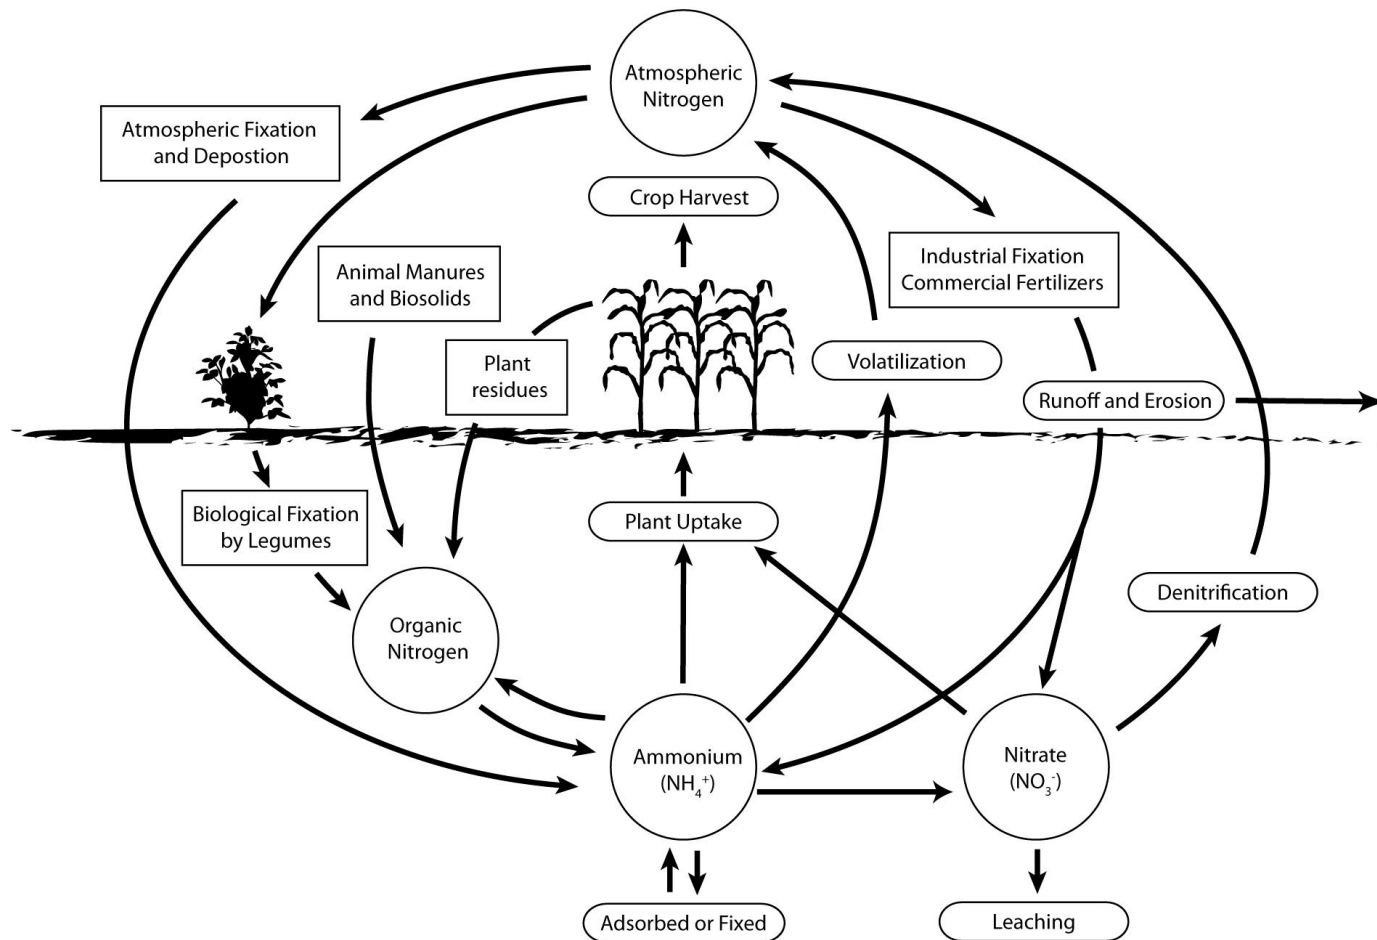 Atmospheric
Nitrogen
Atmospheric Fixation
and Depostion
Crop Harvest
Industrial Fixation
Commercial Fertilizers
Animal Manures
and Biosolids
Plant
residues
Volatilization
Runoff and Erosion
Biological Fixation
by Legumes
Plant Uptake
Denitrification
Organic
Nitrogen
Ammonium
(NH₄⁺)
Nitrate
(NO₃⁻)
Adsorbed or Fixed
Leaching